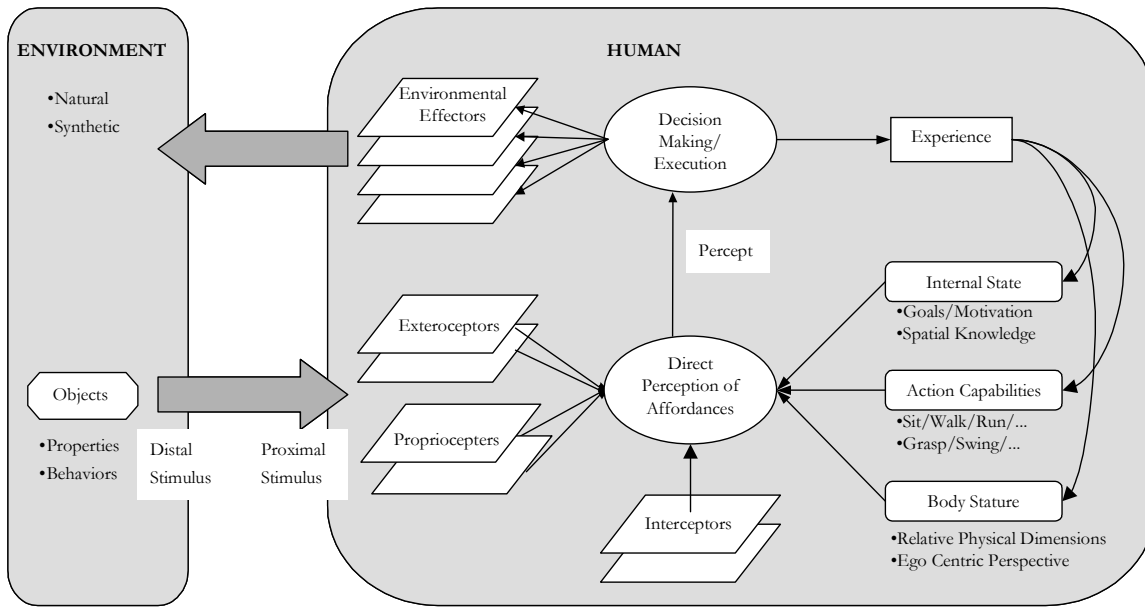 ENVIRONMENT
•Natural
•Synthetic
Objects
•Properties
•Behaviors
Distal
Stimulus
Proximal
Stimulus
HUMAN
Environmental
Effectors
Decision
Making/
Execution
Experience
Percept
Exteroceptors
Propriocepters
Direct
Perception of
Affordances
Interceptors
Internal State
•Goals/Motivation
•Spatial Knowledge
Action Capabilities
•Sit/Walk/Run/...
•Grasp/Swing/...
Body Stature
•Relative Physical Dimensions
•Ego Centric Perspective